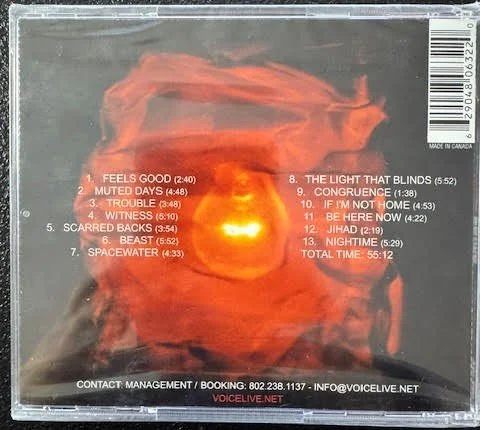 1. FEELS GOOD (2:40)
2. MUTED DAYS (4:48)
3. TROUBLE (3:48)
4. WITNESS (6:10)
5. SCARRED BACKS (3:54)
6. BEAST (5:52)
7. SPACEWATER (4:33)
8. THE LIGHT THAT BLINDS (5:52)
9. CONGRUENCE (1:38)
10. IF I'M NOT HOME (4:53)
11. BE HERE NOW (4:22)
12. JIHAD (2:19)
13. NIGHTIME (5:29)
TOTAL TIME: 55:12
6 29048 06322 0
MADE IN CANADA
CONTACT: MANAGEMENT / BOOKING: 802.238.1137 - INFO@VOICELIVE.NET
VOICELIVE.NET